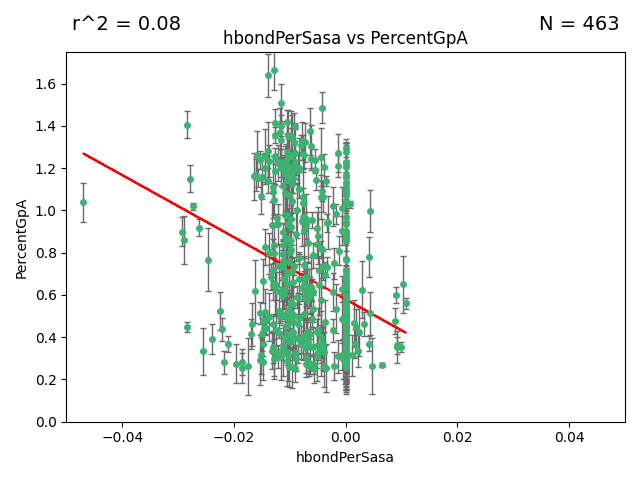 r^2 = 0.08
N = 463
hbondPerSasa vs PercentGpA
1.6
1.4
1.2
1.0
0.8
0.6
0.4
0.2
0.0
PercentGpA
−0.04
−0.02
0.00
0.02
0.04
hbondPerSasa